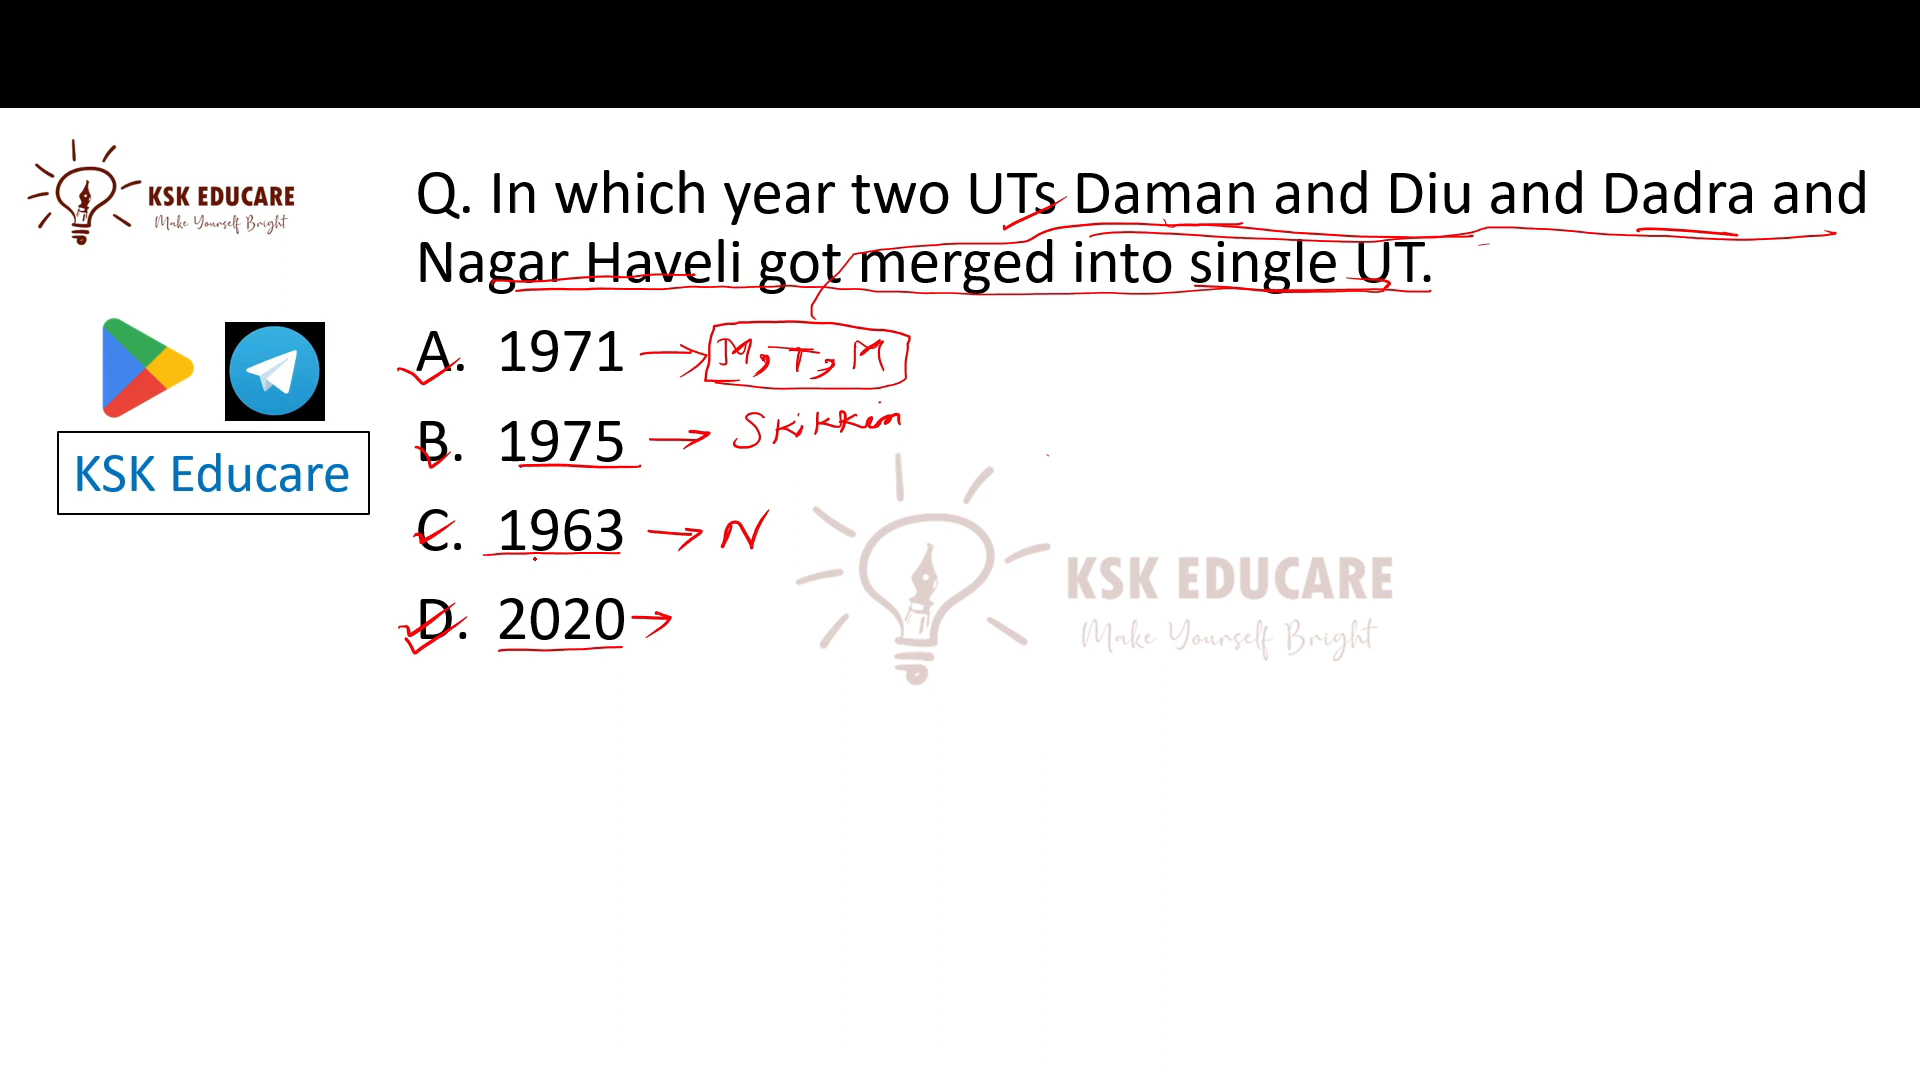 KSK EDUCARE
Make Yourself Bright
Q. In which year two UTs Daman and Diu and Dadra and
Nagar Haveli got merged into single UT.
A. 1971 → M, T, M
B. 1975 → Skikkim
C. 1963 → N
D. 2020 →
KSK Educare
KSK EDUCARE
Make Yourself Bright